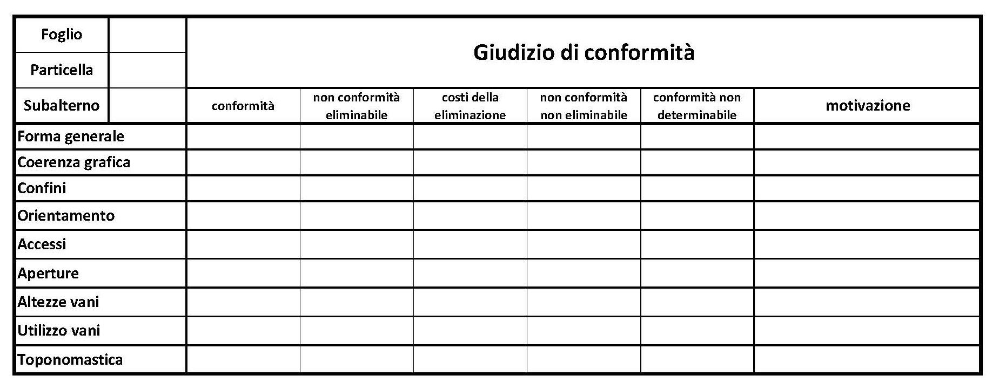 Foglio
Giudizio di conformità
Particella
Subalterno
conformità
non conformità
eliminabile
costi della
eliminazione
non conformità
non eliminabile
conformità non
determinabile
motivazione
Forma generale
Coerenza grafica
Confini
Orientamento
Accessi
Aperture
Altezze vani
Utilizzo vani
Toponomastica